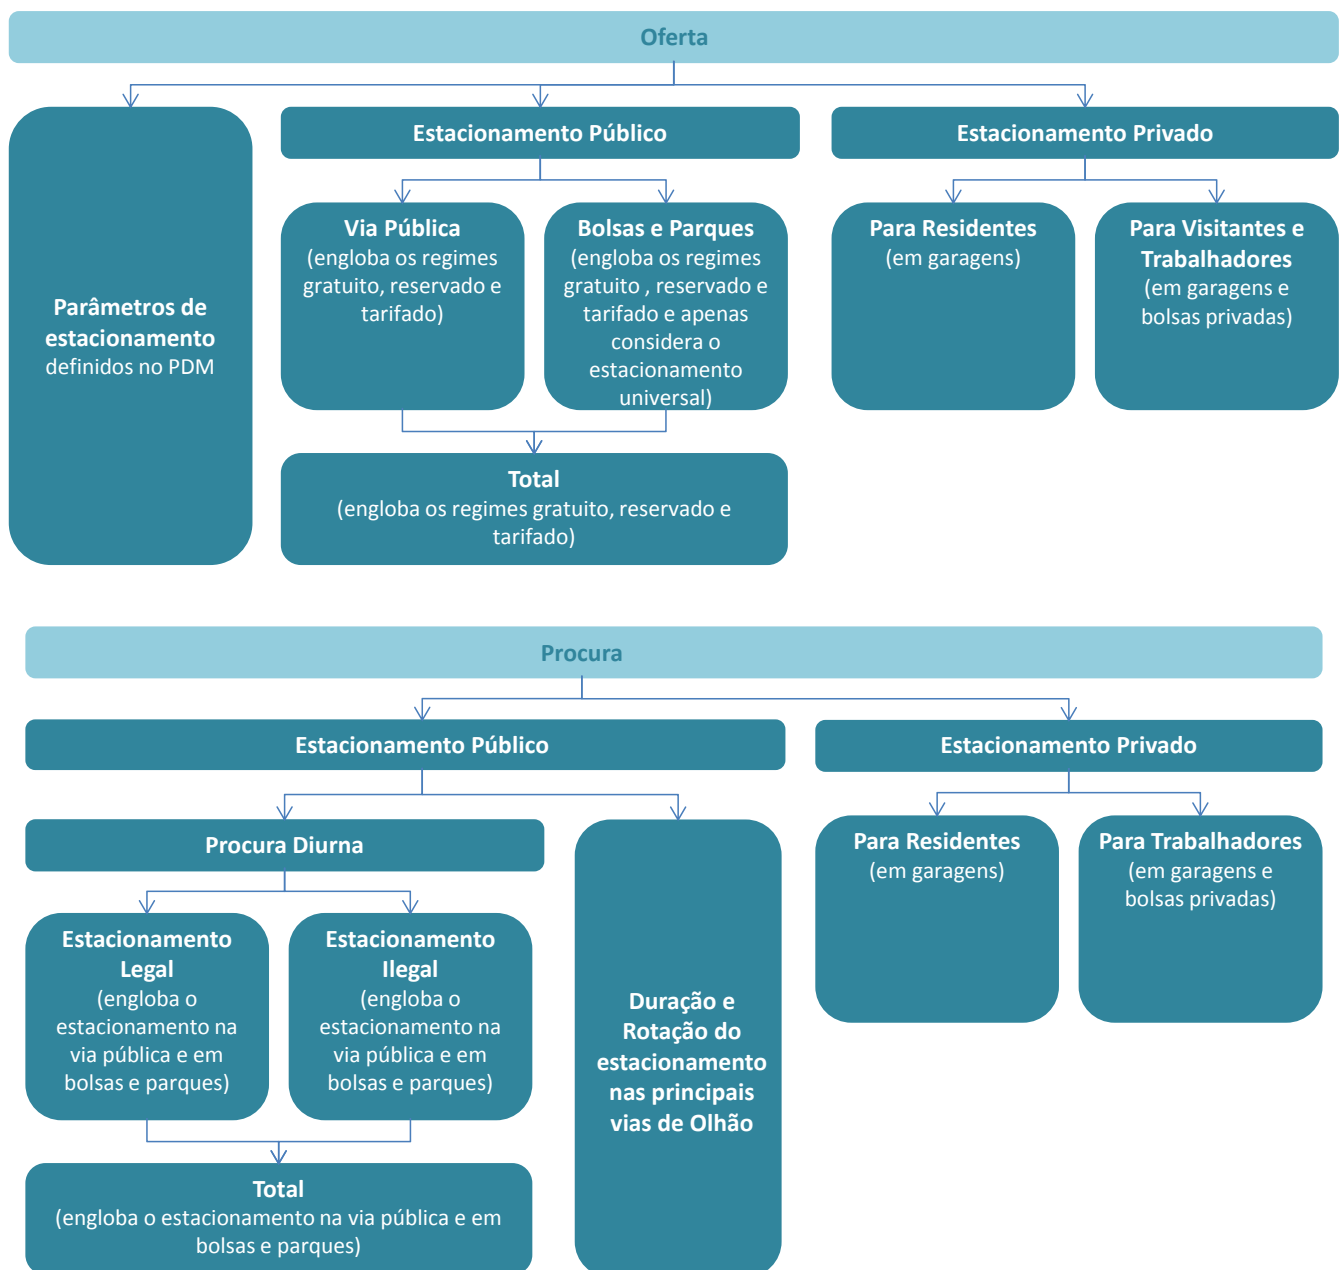 Oferta
Parâmetros de
estacionamento
definidos no PDM
Estacionamento Público
Via Pública
(engloba os regimes
gratuito, reservado e
tarifado)
Bolsas e Parques
(engloba os regimes
gratuito , reservado e
tarifado e apenas
considera o
estacionamento
universal)
Total
(engloba os regimes gratuito, reservado e
tarifado)
Estacionamento Privado
Para Residentes
(em garagens)
Para Visitantes e
Trabalhadores
(em garagens e
bolsas privadas)
Procura
Estacionamento Público
Procura Diurna
Estacionamento
Legal
(engloba o
estacionamento na
via pública e em
bolsas e parques)
Estacionamento
Ilegal
(engloba o
estacionamento na
via pública e em
bolsas e parques)
Total
(engloba o estacionamento na via pública e em
bolsas e parques)
Duração e
Rotação do
estacionamento
nas principais
vias de Olhão
Estacionamento Privado
Para Residentes
(em garagens)
Para Trabalhadores
(em garagens e
bolsas privadas)